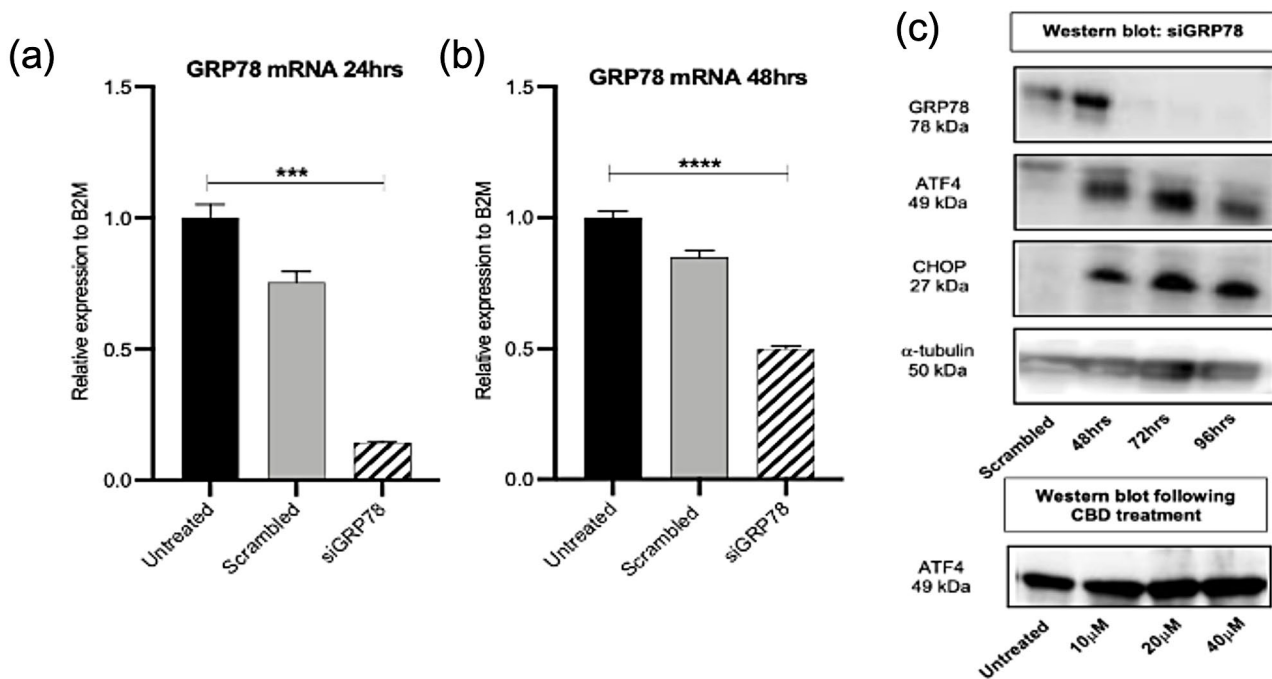 (a)
GRP78 mRNA 24hrs
Relative expression to B2M
1.5
1.0
0.5
0.0
***
Untreated
Scrambled
siGRP78
(b)
GRP78 mRNA 48hrs
Relative expression to B2M
1.5
1.0
0.5
0.0
****
Untreated
Scrambled
siGRP78
(c)
Western blot: siGRP78
GRP78
78 kDa
ATF4
49 kDa
CHOP
27 kDa
α-tubulin
50 kDa
Scrambled
48hrs
72hrs
96hrs
Western blot following
CBD treatment
ATF4
49 kDa
Untreated
10μM
20μM
40μM